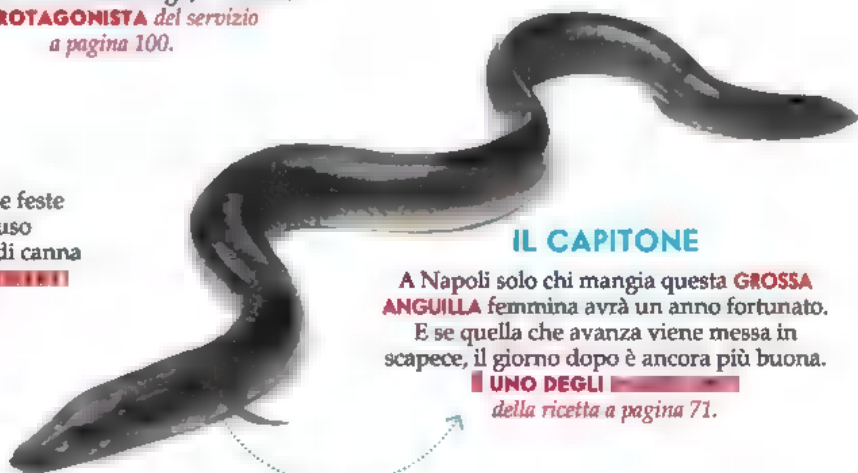 ROTAGONISTA del servizio
a pagina 100.
e feste
uso
di canna
IL CAPITONE
A Napoli solo chi mangia questa GROSSA
ANGUILLA femmina avrà un anno fortunato.
E se quella che avanza viene messa in
scapece, il giorno dopo è ancora più buona.
UNO DEGLI
della ricetta a pagina 71.